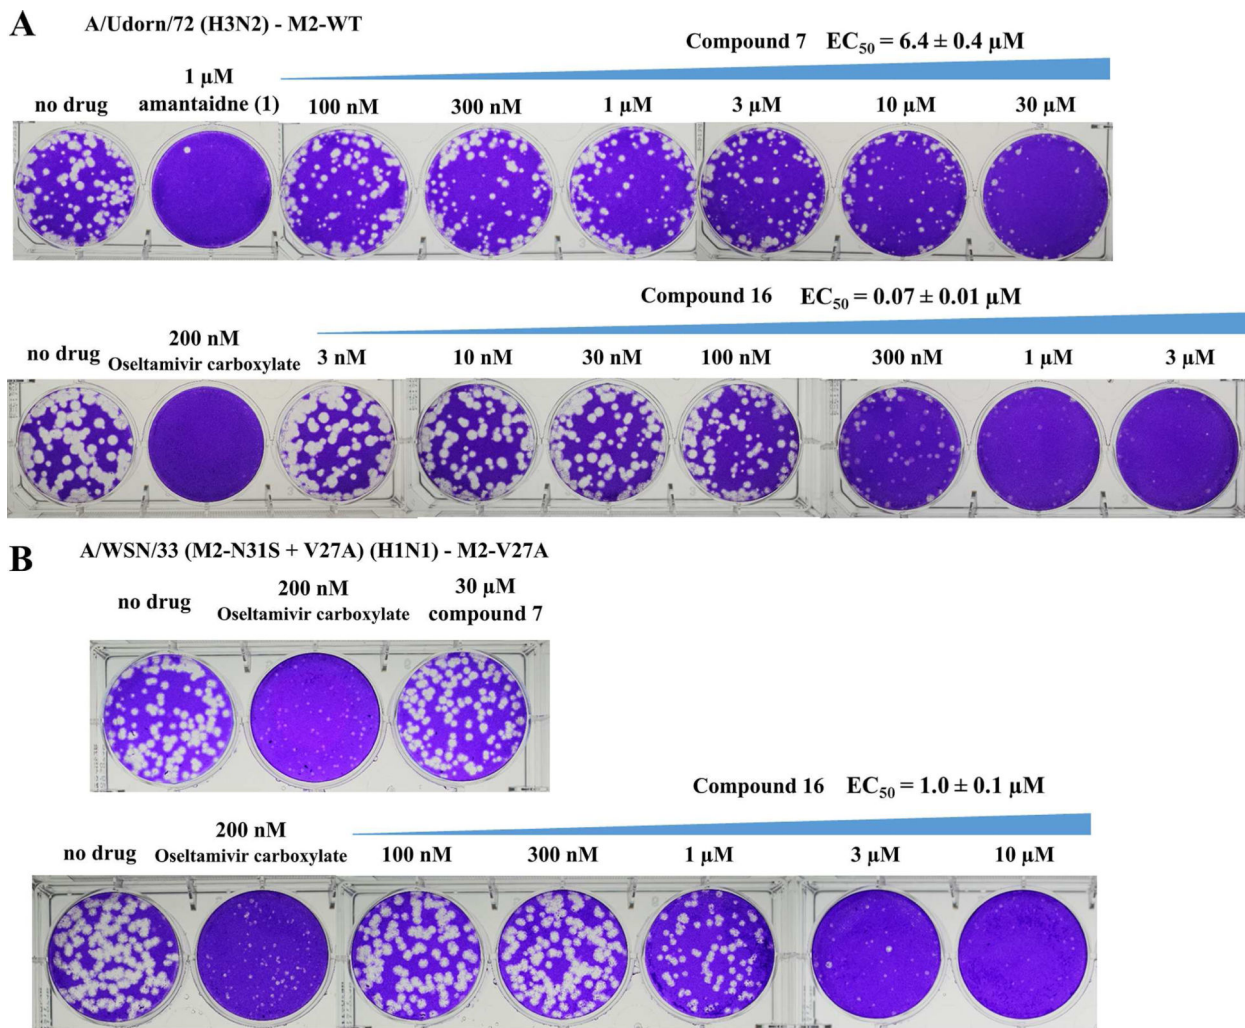 A
A/Udorn/72 (H3N2) - M2-WT
Compound 7 EC50 = 6.4 ± 0.4 μM
no drug
1 μM
amantaidne (1)
100 nM
300 nM
1 μM
3 μM
10 μM
30 μM
Compound 16 EC50 = 0.07 ± 0.01 μM
no drug
200 nM
Oseltamivir carboxylate
3 nM
10 nM
30 nM
100 nM
300 nM
1 μM
3 μM
B
A/WSN/33 (M2-N31S + V27A) (H1N1) - M2-V27A
no drug
200 nM
Oseltamivir carboxylate
30 μM
compound 7
Compound 16 EC50 = 1.0 ± 0.1 μM
no drug
200 nM
Oseltamivir carboxylate
100 nM
300 nM
1 μM
3 μM
10 μM